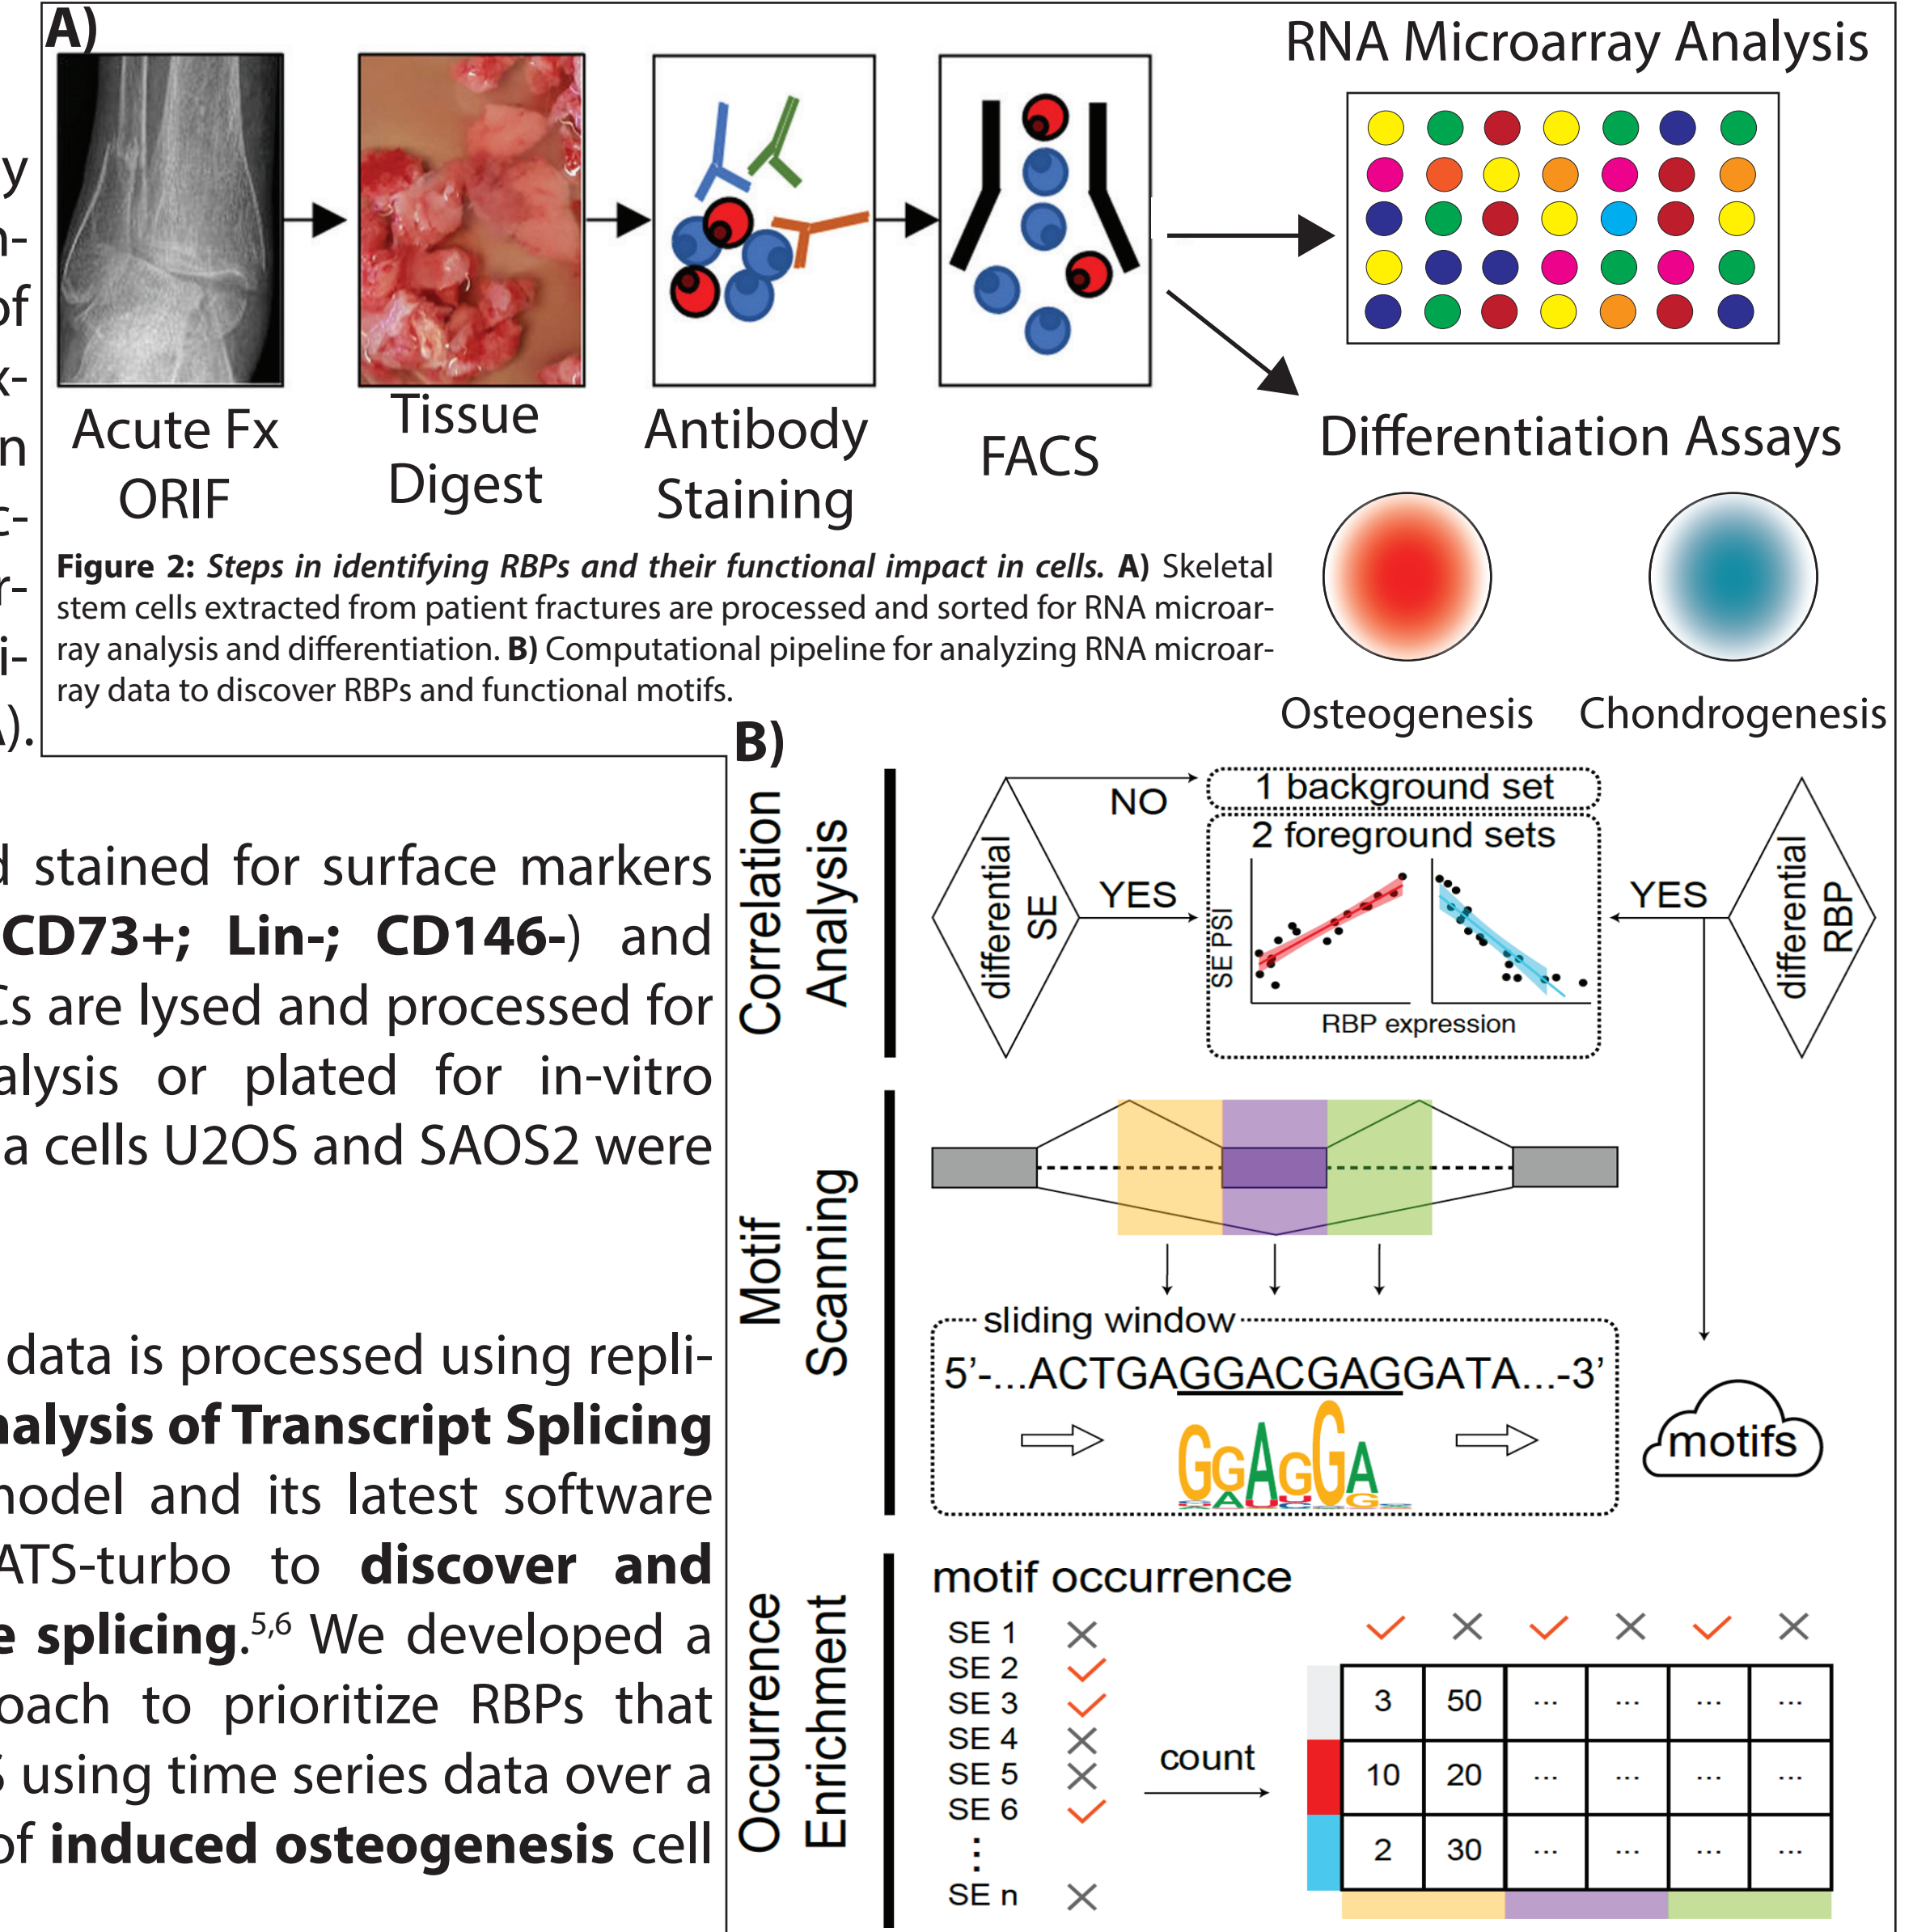 A)
RNA Microarray Analysis
Acute Fx
ORIF
Tissue
Digest
Antibody
Staining
FACS
Differentiation Assays
Osteogenesis
Chondrogenesis
Figure 2: Steps in identifying RBPs and their functional impact in cells. A) Skeletal
stem cells extracted from patient fractures are processed and sorted for RNA microar-
ray analysis and differentiation. B) Computational pipeline for analyzing RNA microar-
ray data to discover RBPs and functional motifs.
stained for surface markers
CD73+; Lin-; CD146-) and
are lysed and processed for
or plated for in-vitro
cells U2OS and SAOS2 were
data is processed using repli-
of Transcript Splicing
and its latest software
ATS-turbo to discover and
splicing.5,6 We developed a
to prioritize RBPs that
using time series data over a
of induced osteogenesis cell
B)
Correlation
Analysis
differential
SE
NO
YES
1 background set
2 foreground sets
SE PSI
RBP expression
YES
differential
RBP
Motif
Scanning
sliding window
5'-...ACTGAGGACGAGGATA...-3'
GGAGGA
motifs
Occurrence
Enrichment
motif occurrence
SE 1 ✗
SE 2 ✓
SE 3 ✓
SE 4 ✗
SE 5 ✗
SE 6 ✓
⋮
SE n ✗
count
✓ ✗ ✓ ✗ ✓ ✗
3 50 ... ... ... ...
10 20 ... ... ... ...
2 30 ... ... ... ...